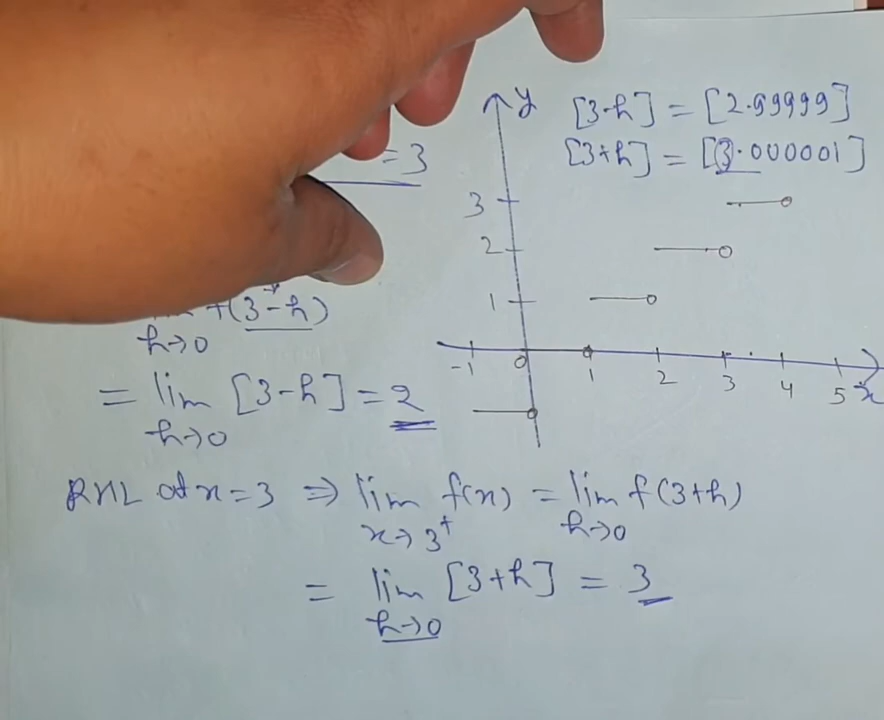 y [3-h] = [2.99999]
[3+h] = [3.000001]
=3
3
2
1
f(3-h)
h→0
-1 0 1 2 3 4 5 x
= lim [3-h] = 2
h→0
RHL at x=3 ⇒ lim f(x) = lim f(3+h)
x→3⁺ h→0
= lim [3+h] = 3
h→0